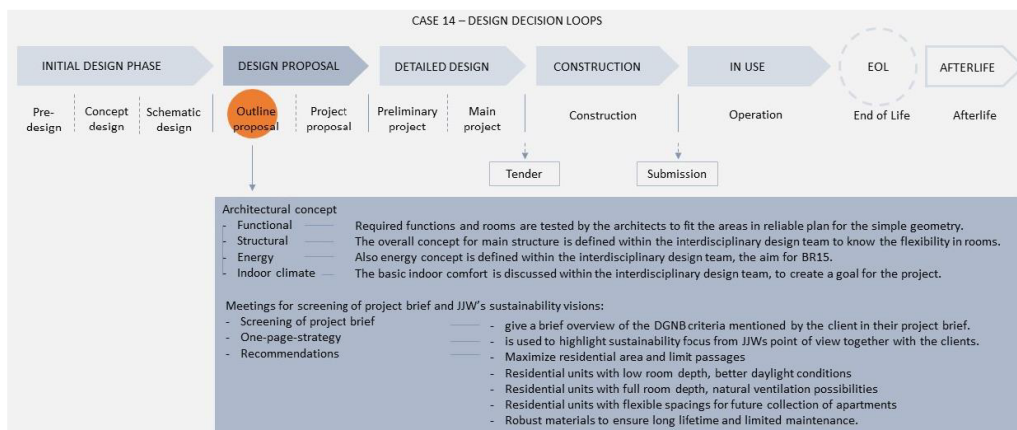 CASE 14 – DESIGN DECISION LOOPS
INITIAL DESIGN PHASE
DESIGN PROPOSAL
DETAILED DESIGN
CONSTRUCTION
IN USE
EOL
AFTERLIFE
Pre-
design
Concept
design
Schematic
design
Outline
proposal
Project
proposal
Preliminary
project
Main
project
Construction
Operation
End of Life
Afterlife
Tender
Submission
Architectural concept
- Functional Required functions and rooms are tested by the architects to fit the areas in reliable plan for the simple geometry.
- Structural The overall concept for main structure is defined within the interdisciplinary design team to know the flexibility in rooms.
- Energy Also energy concept is defined within the interdisciplinary design team, the aim for BR15.
- Indoor climate The basic indoor comfort is discussed within the interdisciplinary design team, to create a goal for the project.
Meetings for screening of project brief and JJW's sustainability visions:
- Screening of project brief - give a brief overview of the DGNB criteria mentioned by the client in their project brief.
- One-page-strategy - is used to highlight sustainability focus from JJWs point of view together with the clients.
- Recommendations - Maximize residential area and limit passages
- Residential units with low room depth, better daylight conditions
- Residential units with full room depth, natural ventilation possibilities
- Residential units with flexible spacings for future collection of apartments
- Robust materials to ensure long lifetime and limited maintenance.